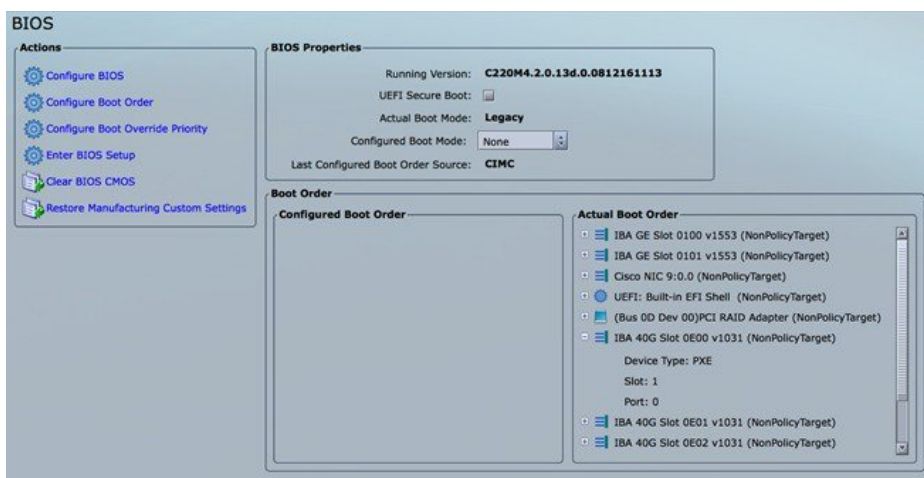 BIOS
Actions
Configure BIOS
Configure Boot Order
Configure Boot Override Priority
Enter BIOS Setup
Clear BIOS CMOS
Restore Manufacturing Custom Settings
BIOS Properties
Running Version: C220M4.2.0.13d.0.0812161113
UEFI Secure Boot:
Actual Boot Mode: Legacy
Configured Boot Mode: None
Last Configured Boot Order Source: CIMC
Boot Order
Configured Boot Order
Actual Boot Order
IBA GE Slot 0100 v1553 (NonPolicyTarget)
IBA GE Slot 0101 v1553 (NonPolicyTarget)
Cisco NIC 9:0.0 (NonPolicyTarget)
UEFI: Built-in EFI Shell (NonPolicyTarget)
(Bus 0D Dev 00)PCI RAID Adapter (NonPolicyTarget)
IBA 40G Slot 0E00 v1031 (NonPolicyTarget)
Device Type: PXE
Slot: 1
Port: 0
IBA 40G Slot 0E01 v1031 (NonPolicyTarget)
IBA 40G Slot 0E02 v1031 (NonPolicyTarget)